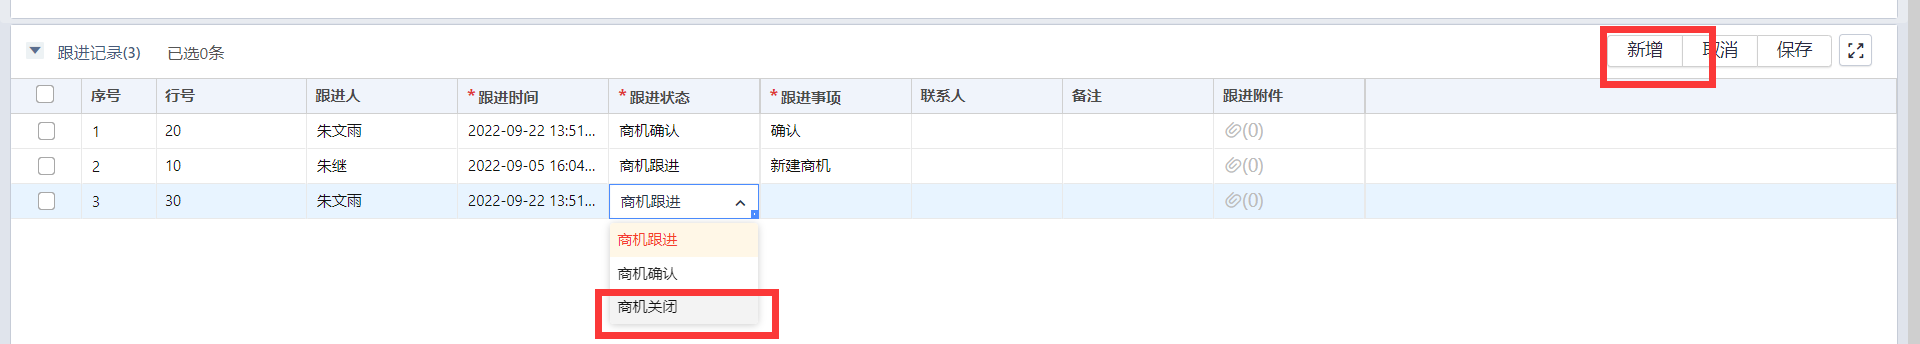 跟进记录(3) 已选0条 新增 取消 保存
序号 行号 跟进人 *跟进时间 *跟进状态 *跟进事项 联系人 备注 跟进附件
1 20 朱文雨 2022-09-22 13:51... 商机确认 确认 (0)
2 10 朱继 2022-09-05 16:04... 商机跟进 新建商机 (0)
3 30 朱文雨 2022-09-22 13:51... 商机跟进 (0)
商机跟进
商机确认
商机关闭